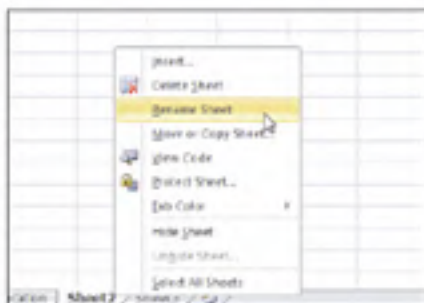 Insert...
Delete Sheet
Rename Sheet
Move or Copy Sheet...
View Code
Protect Sheet...
Tab Color
Hide Sheet
Unhide Sheet...
Select All Sheets
Sheet2